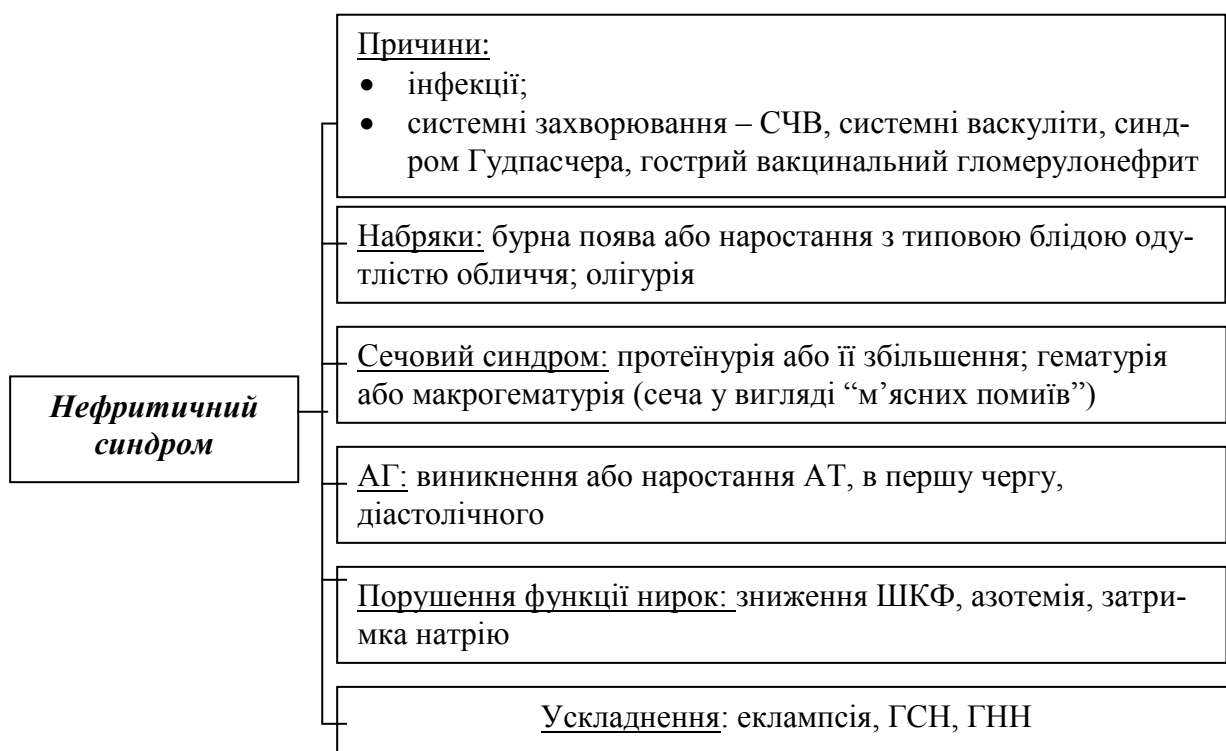 Причини:
• інфекції;
• системні захворювання – СЧВ, системні васкуліти, синд-
ром Гудпасчера, гострий вакцинальний гломерулонефрит
Набряки: бурна поява або наростання з типовою блідою оду-
тлістю обличчя; олігурія
Сечовий синдром: протеїнурія або її збільшення; гематурія
або макрогематурія (сеча у вигляді “м’ясних помиїв”)
Нефритичний
синдром
АГ: виникнення або наростання АТ, в першу чергу,
діастолічного
Порушення функції нирок: зниження ШКФ, азотемія, затри-
мка натрію
Ускладнення: еклампсія, ГСН, ГНН